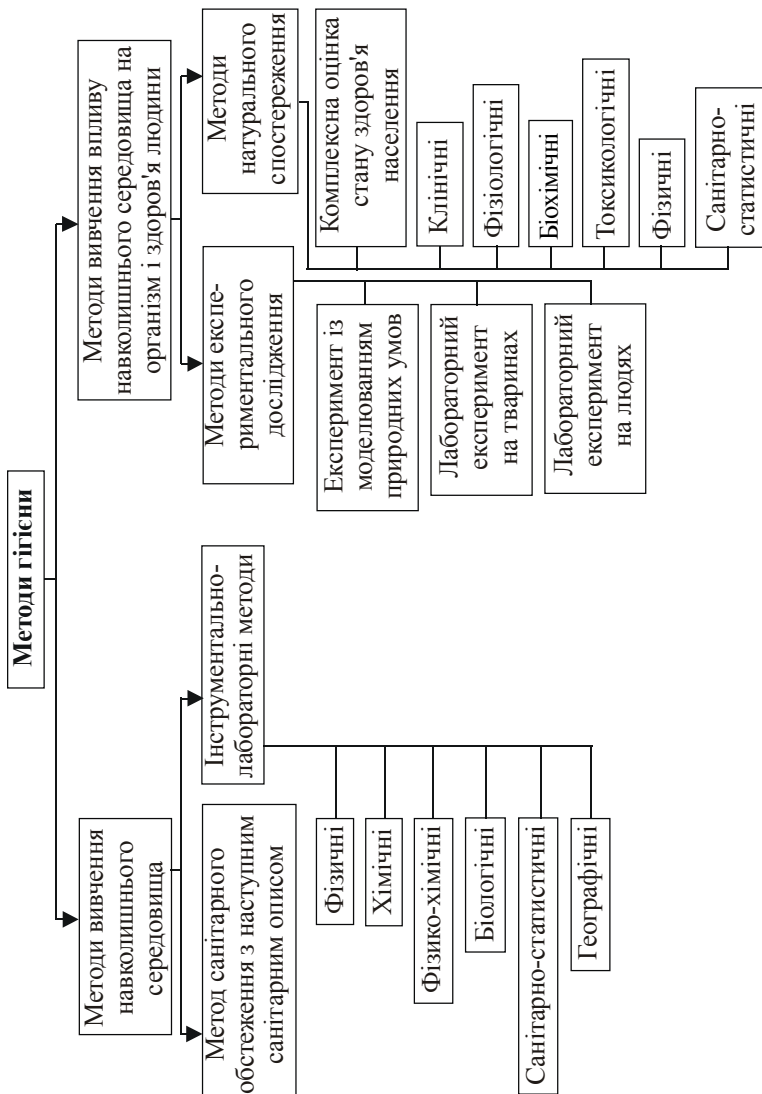 Методи гігієни
Методи вивчення
навколишнього
середовища
Метод санітарного
обстеження з наступним
санітарним описом
Інструментально-
лабораторні методи
Фізичні
Хімічні
Фізико-хімічні
Біологічні
Санітарно-статистичні
Географічні
Методи вивчення впливу
навколишнього середовища на
організм і здоров'я людини
Методи експе-
риментального
дослідження
Експеримент із
моделюванням
природних умов
Лабораторний
експеримент
на тваринах
Лабораторний
експеримент
на людях
Методи
натурального
спостереження
Комплексна оцінка
стану здоров'я
населення
Клінічні
Фізіологічні
Біохімічні
Токсикологічні
Фізичні
Санітарно-
статистичні